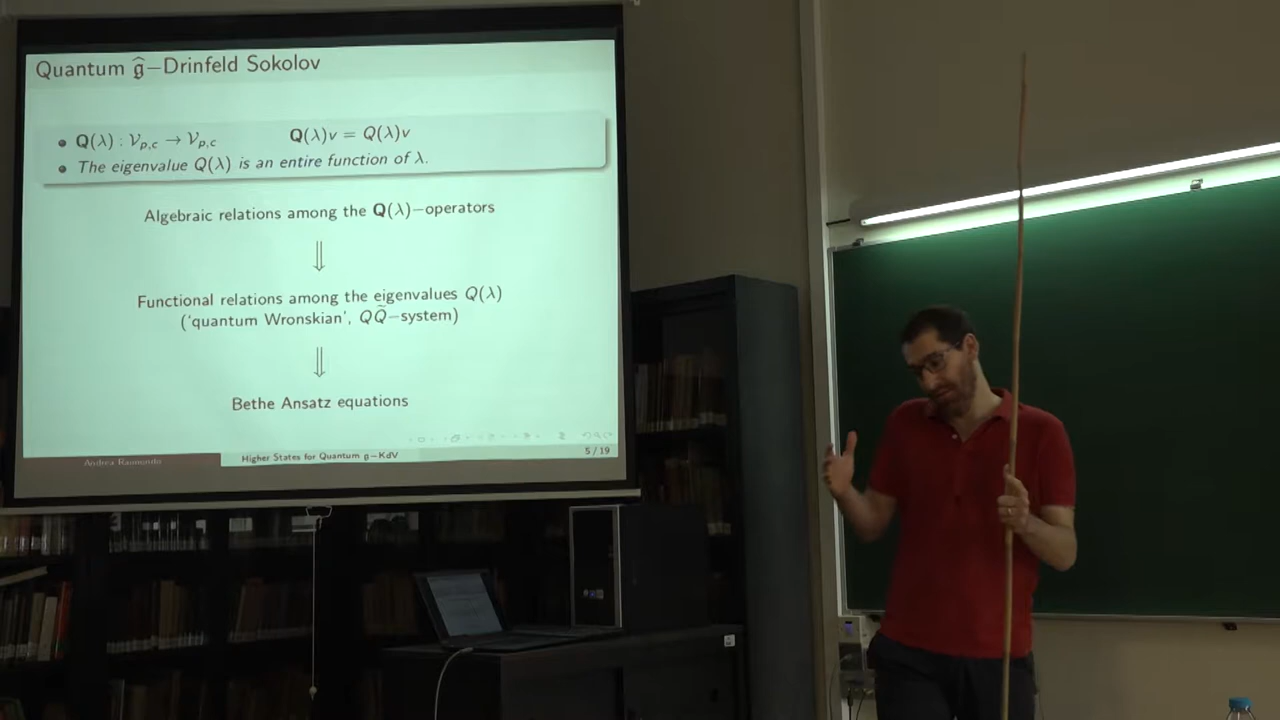 Quantum ĝ−Drinfeld Sokolov
• Q(λ) : 𝒱p,c → 𝒱p,c Q(λ)v = Q(λ)v
• The eigenvalue Q(λ) is an entire function of λ.
Algebraic relations among the Q(λ)−operators
⇓
Functional relations among the eigenvalues Q(λ)
(‘quantum Wronskian’, QQ̃−system)
⇓
Bethe Ansatz equations
5 / 19
Andrea Raimondo Higher States for Quantum g−KdV